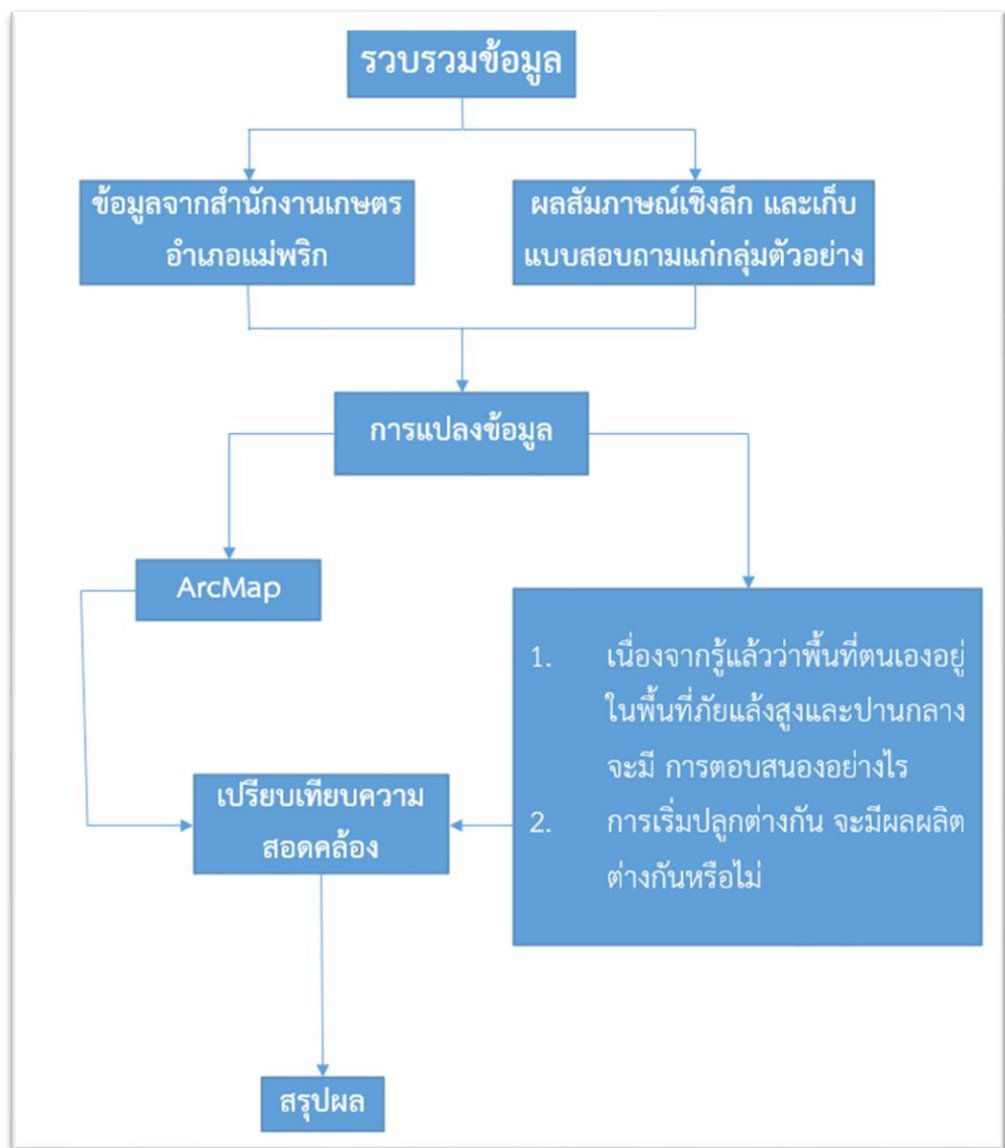 รวบรวมข้อมูล
ข้อมูลจากสำนักงานเกษตร
อำเภอแม่พริก
ผลสัมภาษณ์เชิงลึก และเก็บ
แบบสอบถามแก่กลุ่มตัวอย่าง
การแปลงข้อมูล
ArcMap
1. เนื่องจากรู้แล้วว่าพื้นที่ตนเองอยู่
ในพื้นที่ภัยแล้งสูงและปานกลาง
จะมี การตอบสนองอย่างไร
2. การเริ่มปลูกต่างกัน จะมีผลผลิต
ต่างกันหรือไม่
เปรียบเทียบความ
สอดคล้อง
สรุปผล